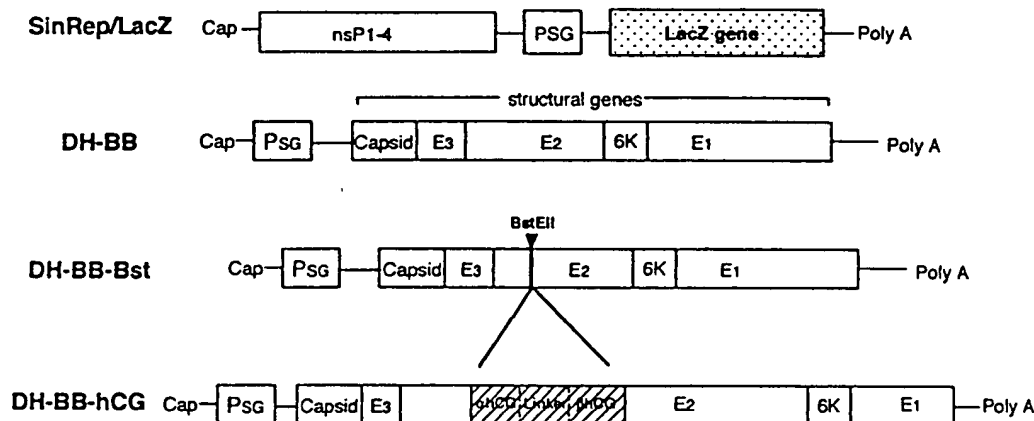 SinRep/LacZ Cap nsP1-4 PSG LacZ gene Poly A
structural genes
DH-BB Cap PSG Capsid E3 E2 6K E1 Poly A
BstEII
DH-BB-Bst Cap PSG Capsid E3 E2 6K E1 Poly A
DH-BB-hCG Cap PSG Capsid E3 αhCG Linker βhCG E2 6K E1 Poly A